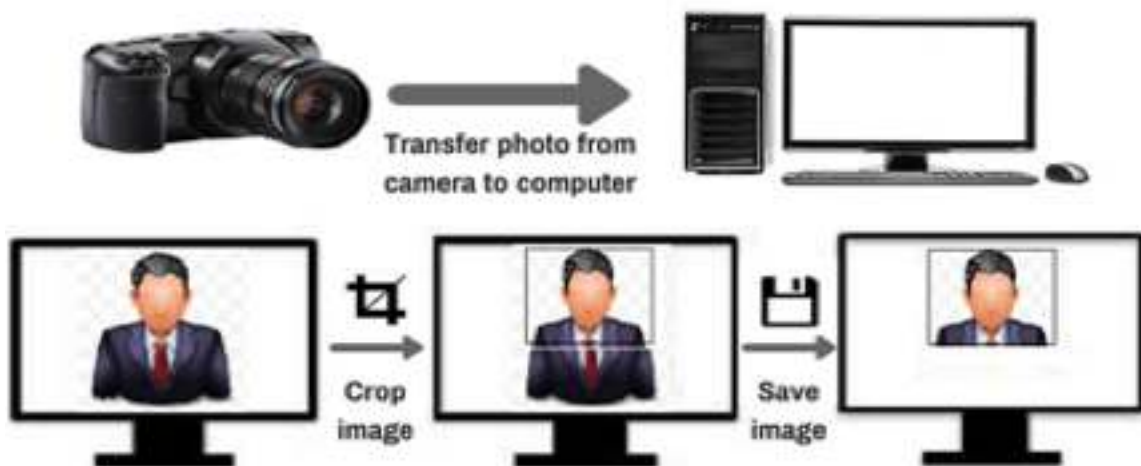 Transfer photo from
camera to computer
Crop
image
Save
image